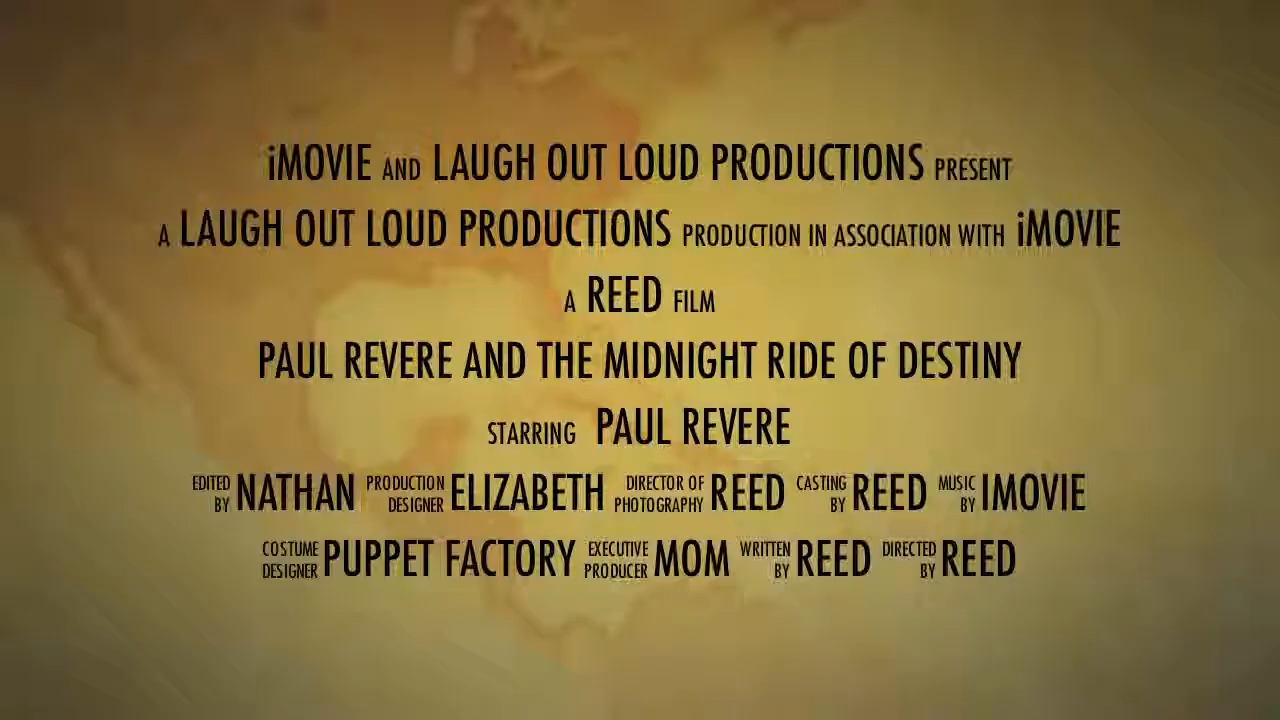 iMOVIE AND LAUGH OUT LOUD PRODUCTIONS PRESENT
A LAUGH OUT LOUD PRODUCTIONS PRODUCTION IN ASSOCIATION WITH iMOVIE
A REED FILM
PAUL REVERE AND THE MIDNIGHT RIDE OF DESTINY
STARRING PAUL REVERE
EDITED BY NATHAN PRODUCTION DESIGNER ELIZABETH DIRECTOR OF PHOTOGRAPHY REED CASTING BY REED MUSIC BY IMOVIE
COSTUME DESIGNER PUPPET FACTORY EXECUTIVE PRODUCER MOM WRITTEN BY REED DIRECTED BY REED